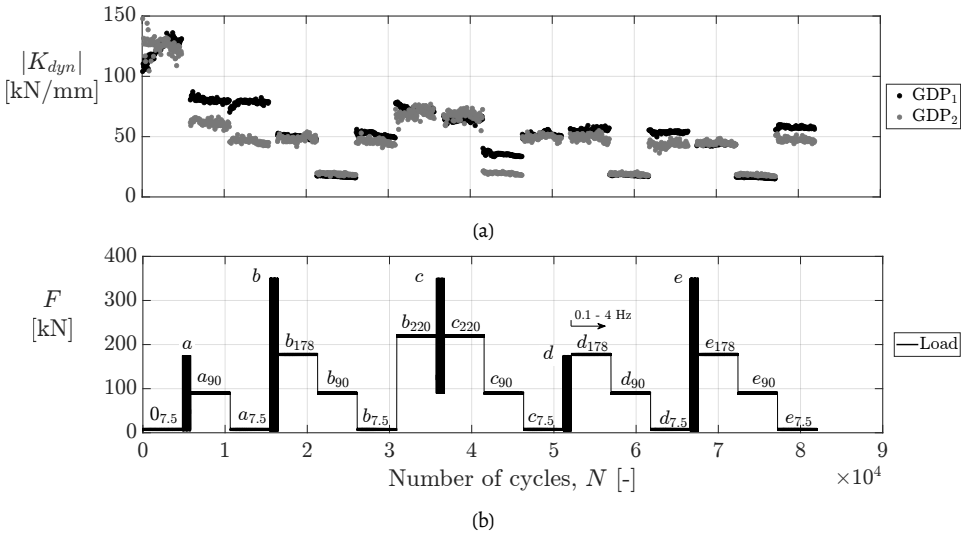 150
|K_dyn|
[kN/mm]
100
50
0
GDP₁
GDP₂
(a)
400
F
[kN]
300
200
100
0
0₇.₅
a
a₉₀
a₇.₅
b
b₁₇₈
b₉₀
b₇.₅
b₂₂₀
c
c₂₂₀
c₉₀
c₇.₅
d
0.1 - 4 Hz
d₁₇₈
d₉₀
d₇.₅
e
e₁₇₈
e₉₀
e₇.₅
Load
0 1 2 3 4 5 6 7 8 9
Number of cycles, N [-]
×10⁴
(b)